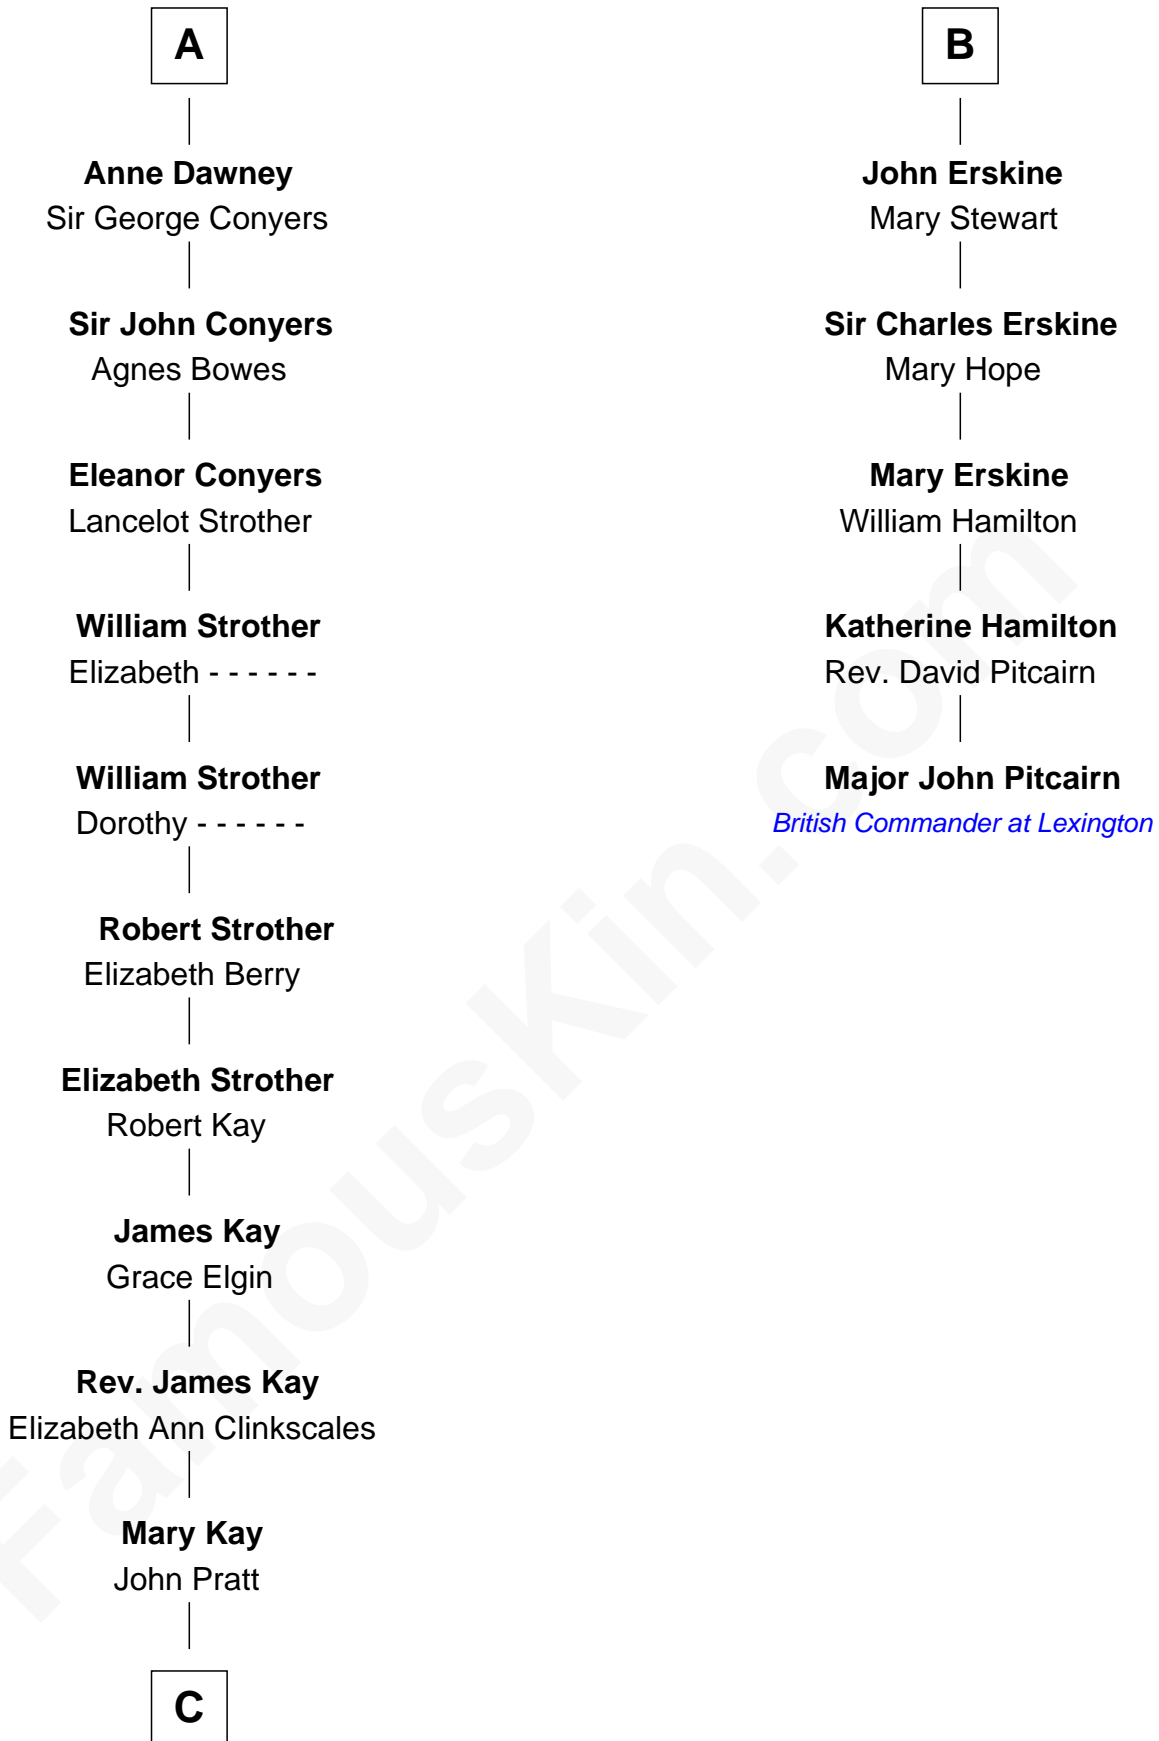 A
Anne Dawney
Sir George Conyers
Sir John Conyers
Agnes Bowes
Eleanor Conyers
Lancelot Strother
William Strother
Elizabeth - - - - - -
William Strother
Dorothy - - - - - -
Robert Strother
Elizabeth Berry
Elizabeth Strother
Robert Kay
James Kay
Grace Elgin
Rev. James Kay
Elizabeth Ann Clinkscales
Mary Kay
John Pratt
C
B
John Erskine
Mary Stewart
Sir Charles Erskine
Mary Hope
Mary Erskine
William Hamilton
Katherine Hamilton
Rev. David Pitcairn
Major John Pitcairn
British Commander at Lexington
FamousKin.com